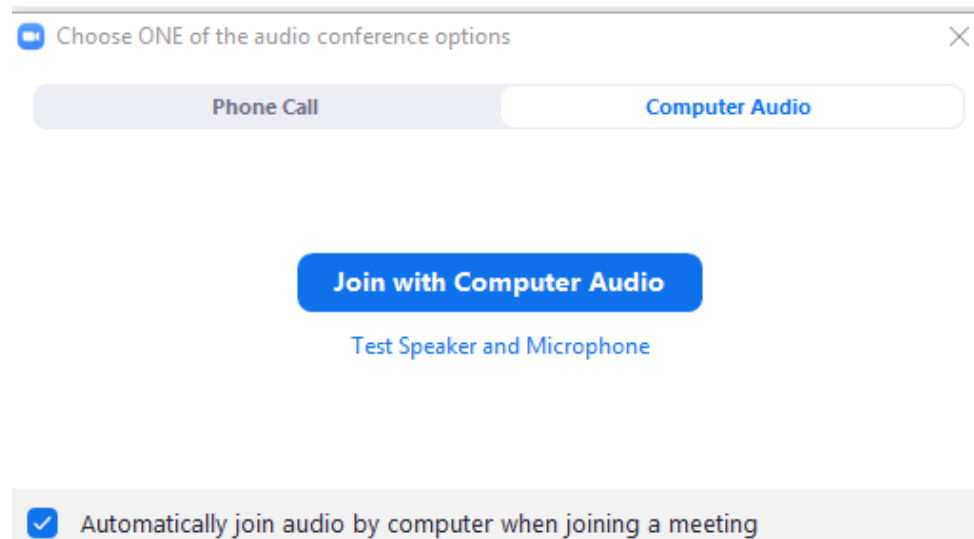 Choose ONE of the audio conference options
Phone Call
Computer Audio
Join with Computer Audio
Test Speaker and Microphone
Automatically join audio by computer when joining a meeting